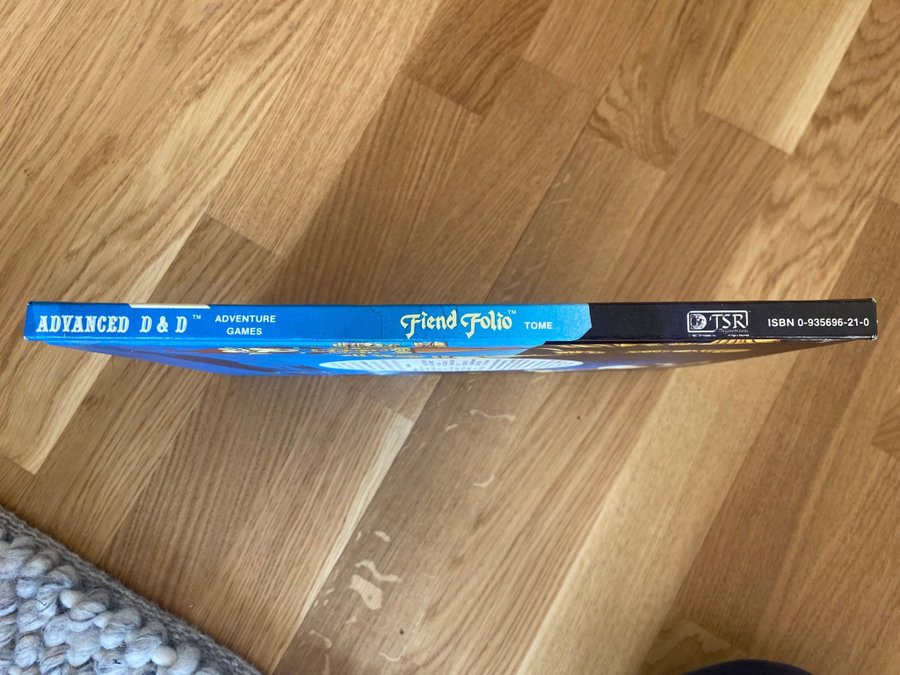 ADVANCED D & D™
ADVENTURE
GAMES
Fiend Folio™
TOME
TSR
ISBN 0-935696-21-0